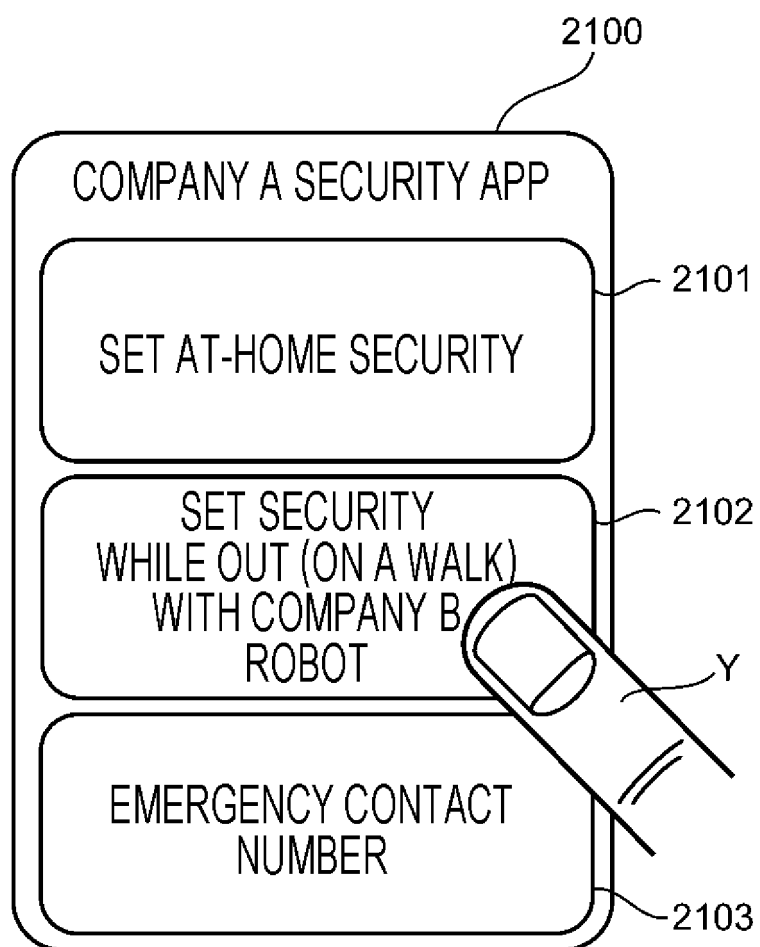 2100
COMPANY A SECURITY APP
2101
SET AT-HOME SECURITY
SET SECURITY
2102
WHILE OUT (ON A WALK)
WITH COMPANY B
ROBOT
Y
EMERGENCY CONTACT
NUMBER
2103